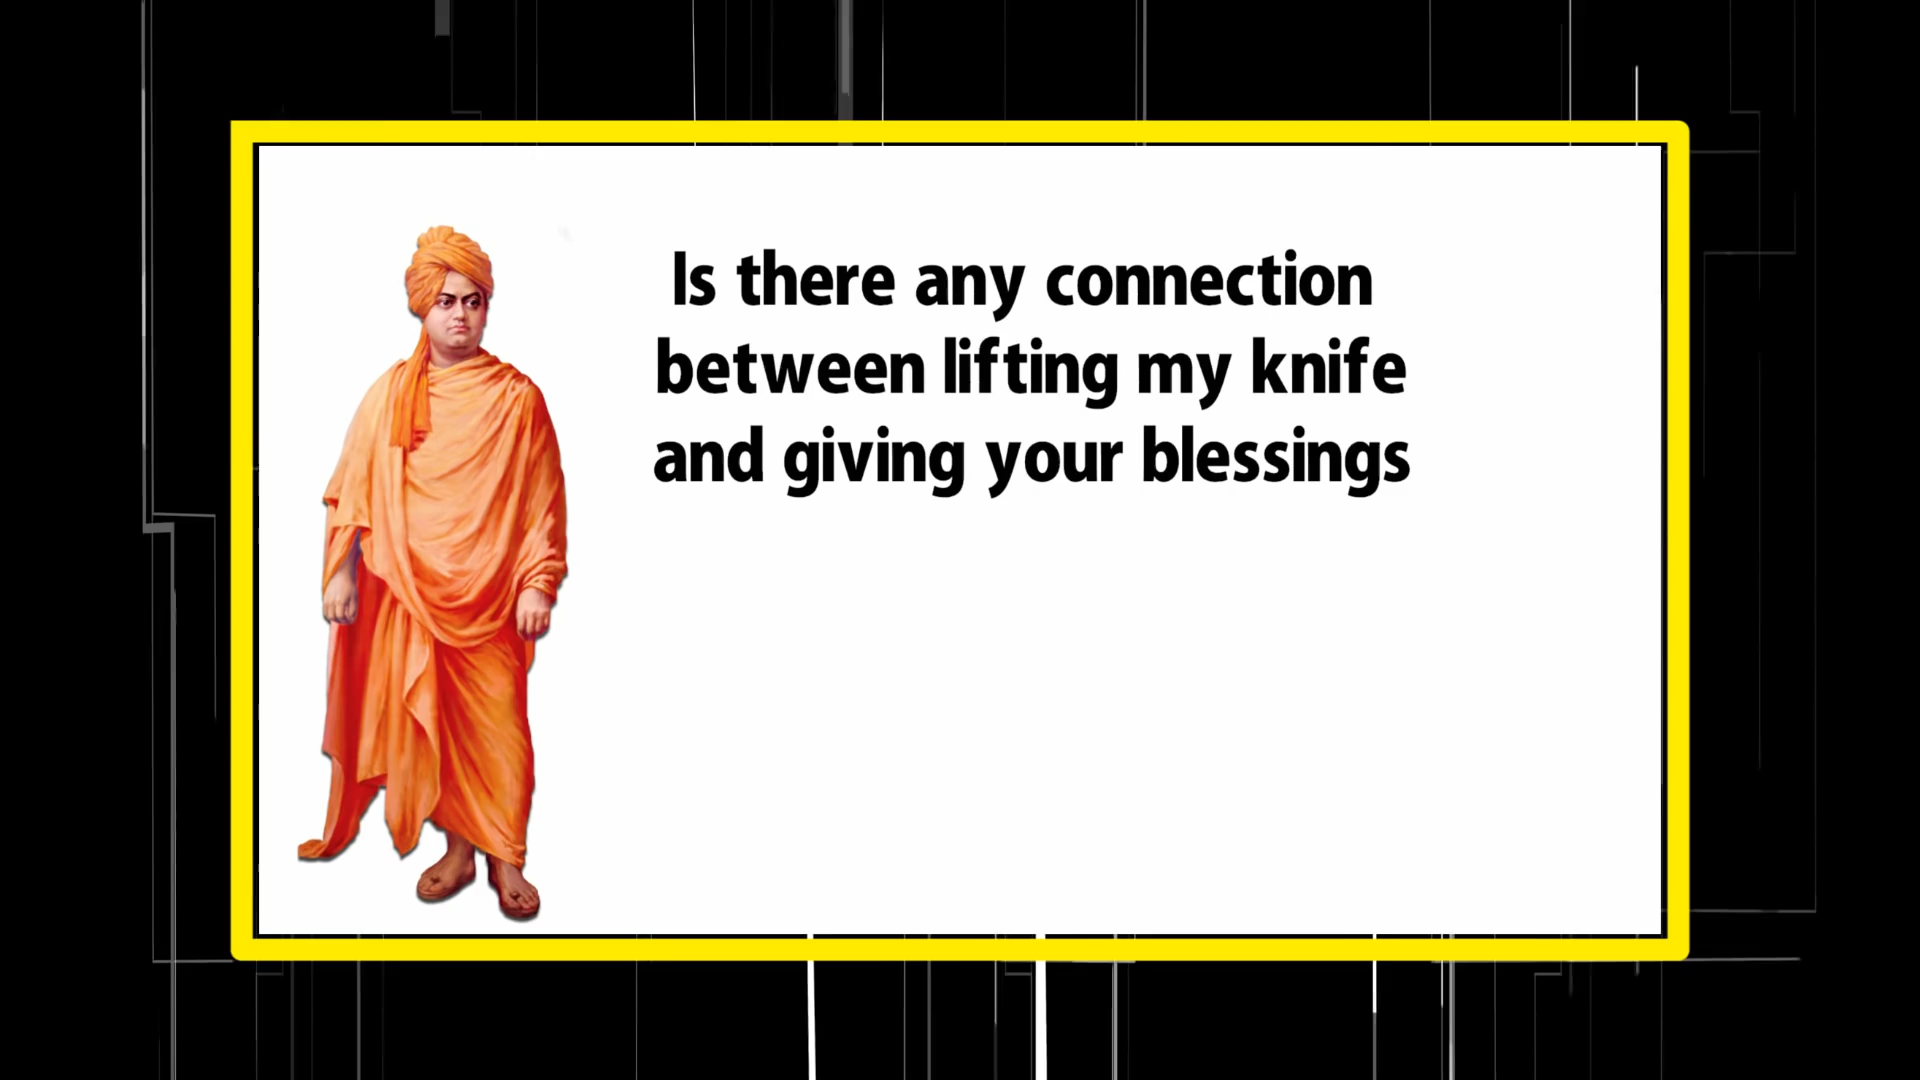 Is there any connection
between lifting my knife
and giving your blessings